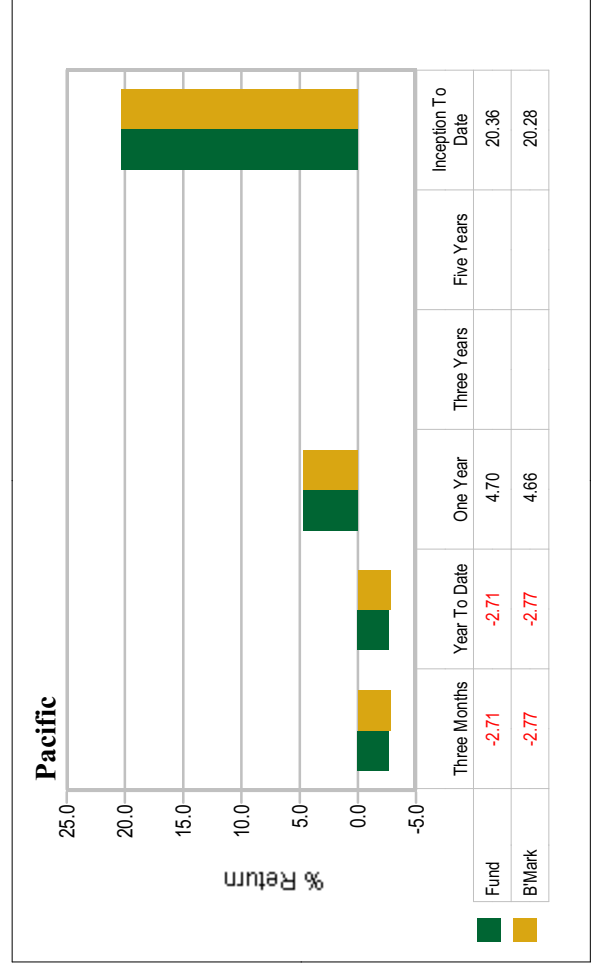 Pacific
25.0
20.0
15.0
10.0
5.0
0.0
-5.0
% Return
Three Months Year To Date One Year Three Years Five Years Inception To
Date
Fund -2.71 -2.71 4.70 20.36
B'Mark -2.77 -2.77 4.66 20.28